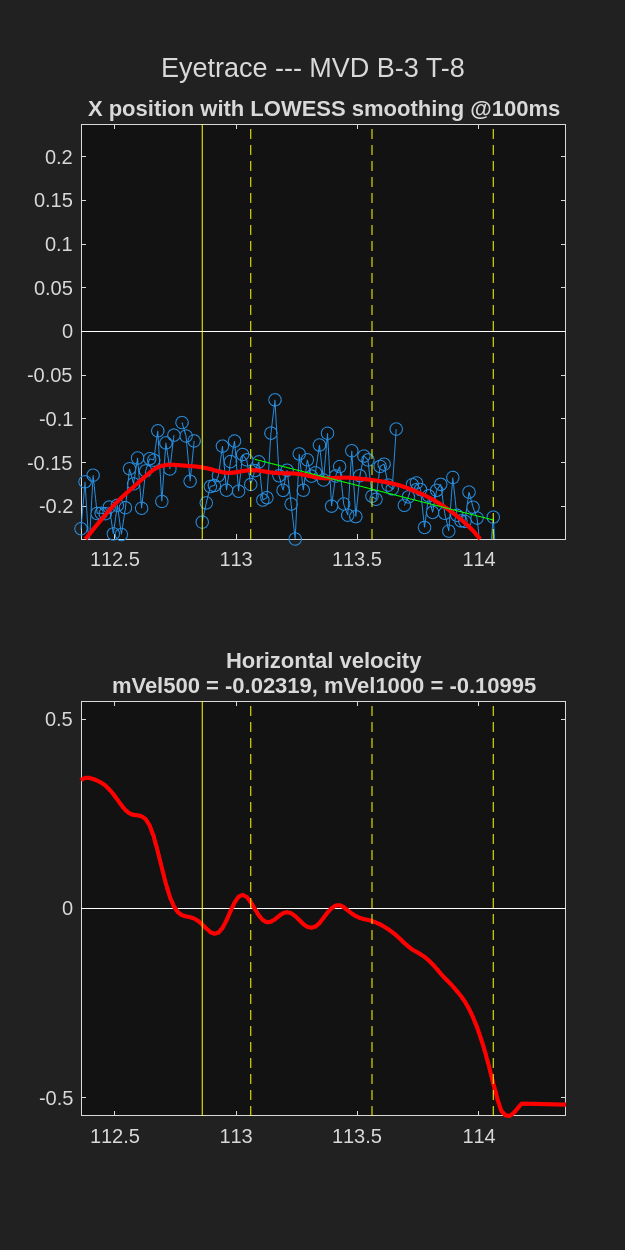 Eyetrace --- MVD B-3 T-8
X position with LOWESS smoothing @100ms
0.2
0.15
0.1
0.05
0
-0.05
-0.1
-0.15
-0.2
112.5 113 113.5 114
Horizontal velocity
mVel500 = -0.02319, mVel1000 = -0.10995
0.5
0
-0.5
112.5 113 113.5 114